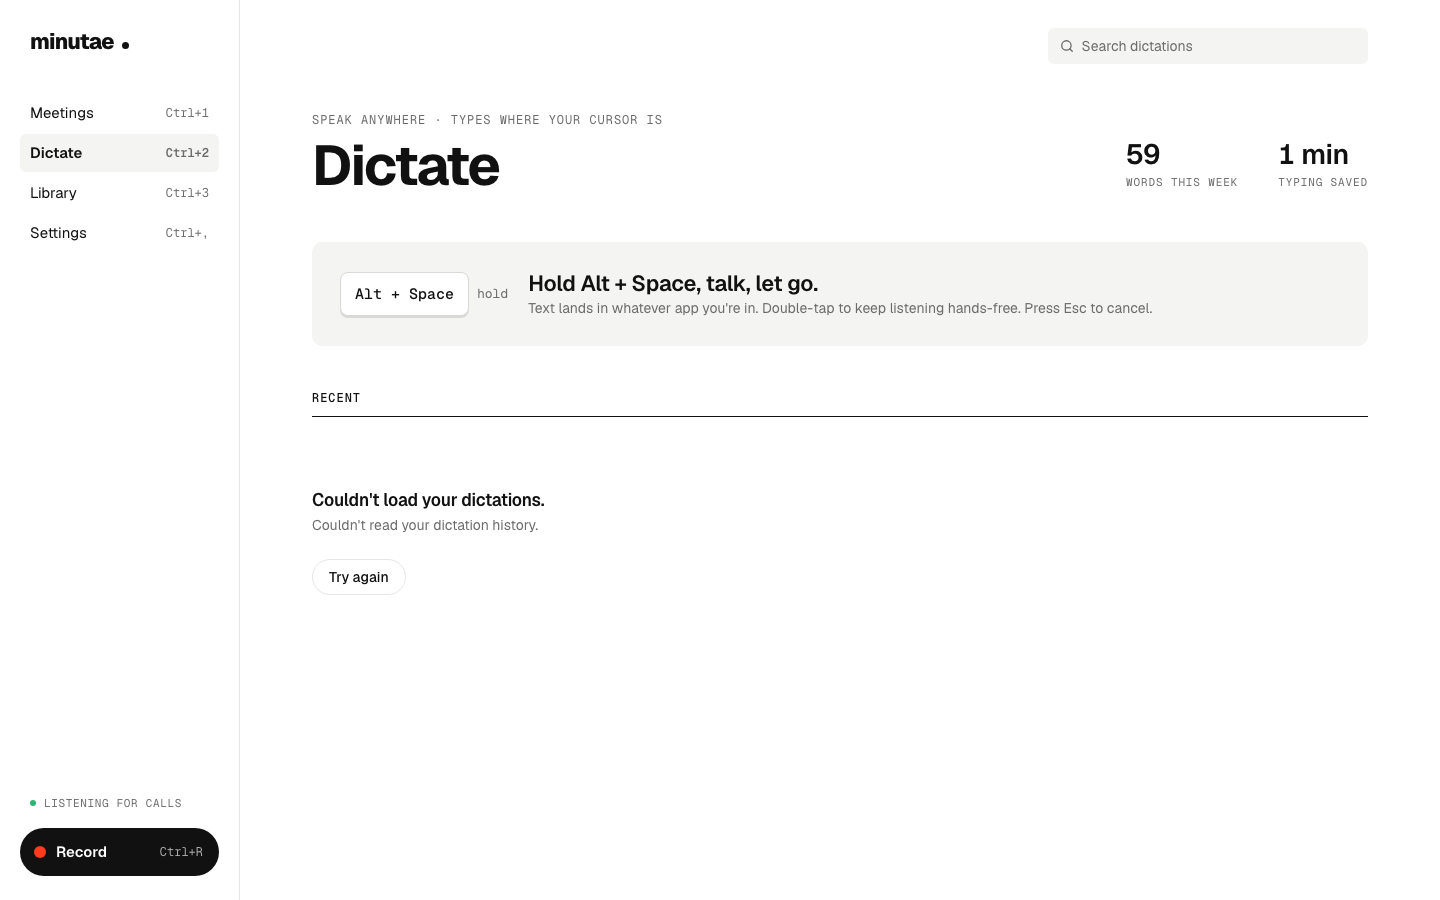 minutae
Meetings Ctrl+1
Dictate Ctrl+2
Library Ctrl+3
Settings Ctrl+,
LISTENING FOR CALLS
Record Ctrl+R
Search dictations
SPEAK ANYWHERE · TYPES WHERE YOUR CURSOR IS
Dictate
59
WORDS THIS WEEK
1 min
TYPING SAVED
Alt + Space hold
Hold Alt + Space, talk, let go.
Text lands in whatever app you're in. Double-tap to keep listening hands-free. Press Esc to cancel.
RECENT
Couldn't load your dictations.
Couldn't read your dictation history.
Try again